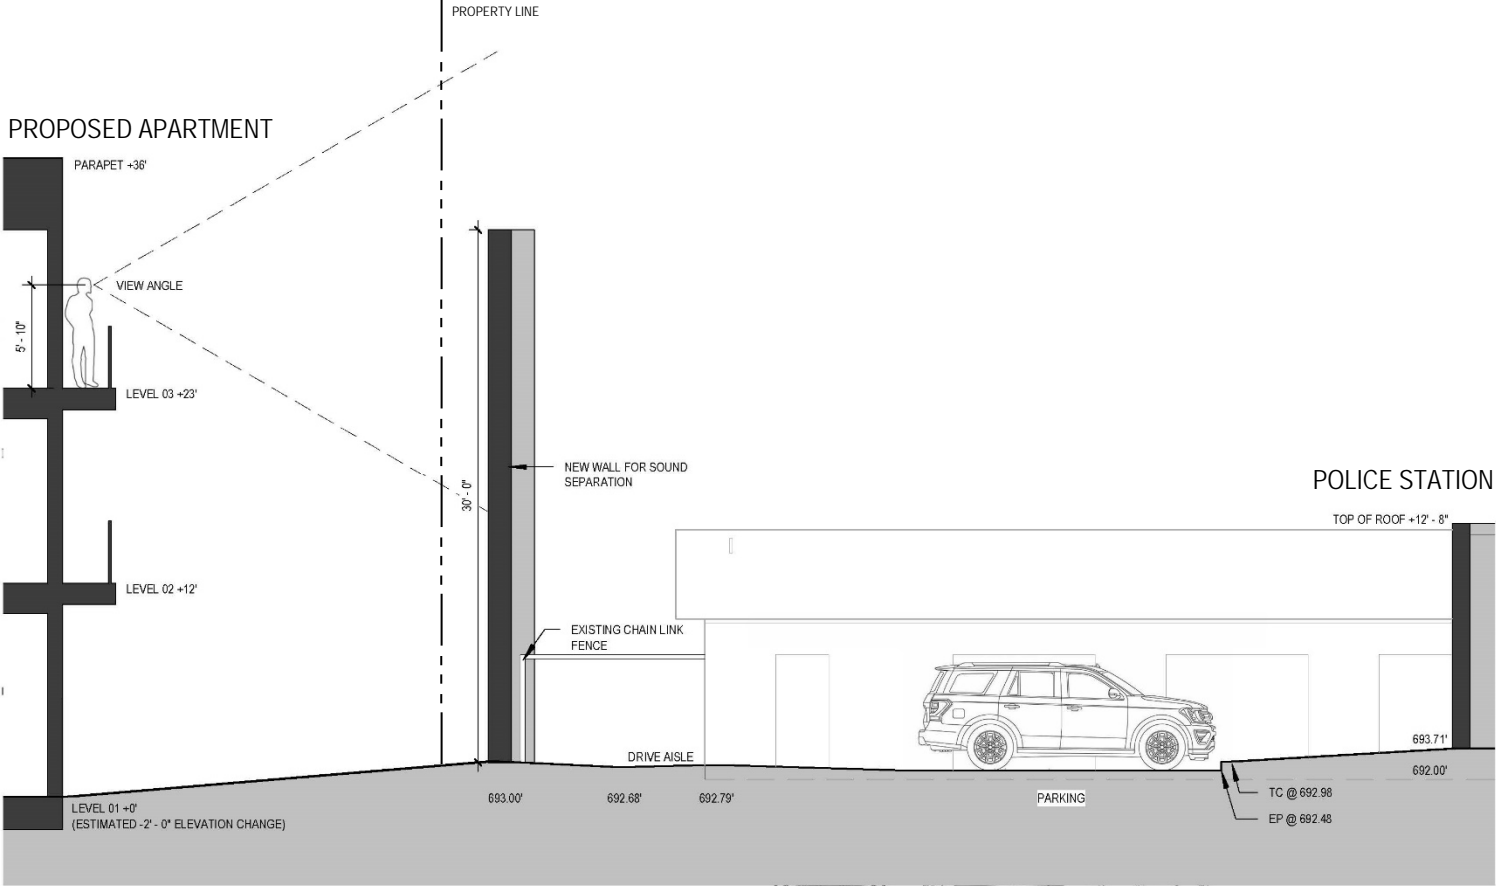 PROPERTY LINE
PROPOSED APARTMENT
PARAPET +36'
VIEW ANGLE
5' - 10"
LEVEL 03 +23'
NEW WALL FOR SOUND
SEPARATION
30' - 0"
POLICE STATION
TOP OF ROOF +12' - 8"
LEVEL 02 +12'
EXISTING CHAIN LINK
FENCE
DRIVE AISLE
693.71'
692.00'
LEVEL 01 +0'
(ESTIMATED -2' - 0" ELEVATION CHANGE)
693.00'
692.68'
692.79'
PARKING
TC @ 692.98
EP @ 692.48